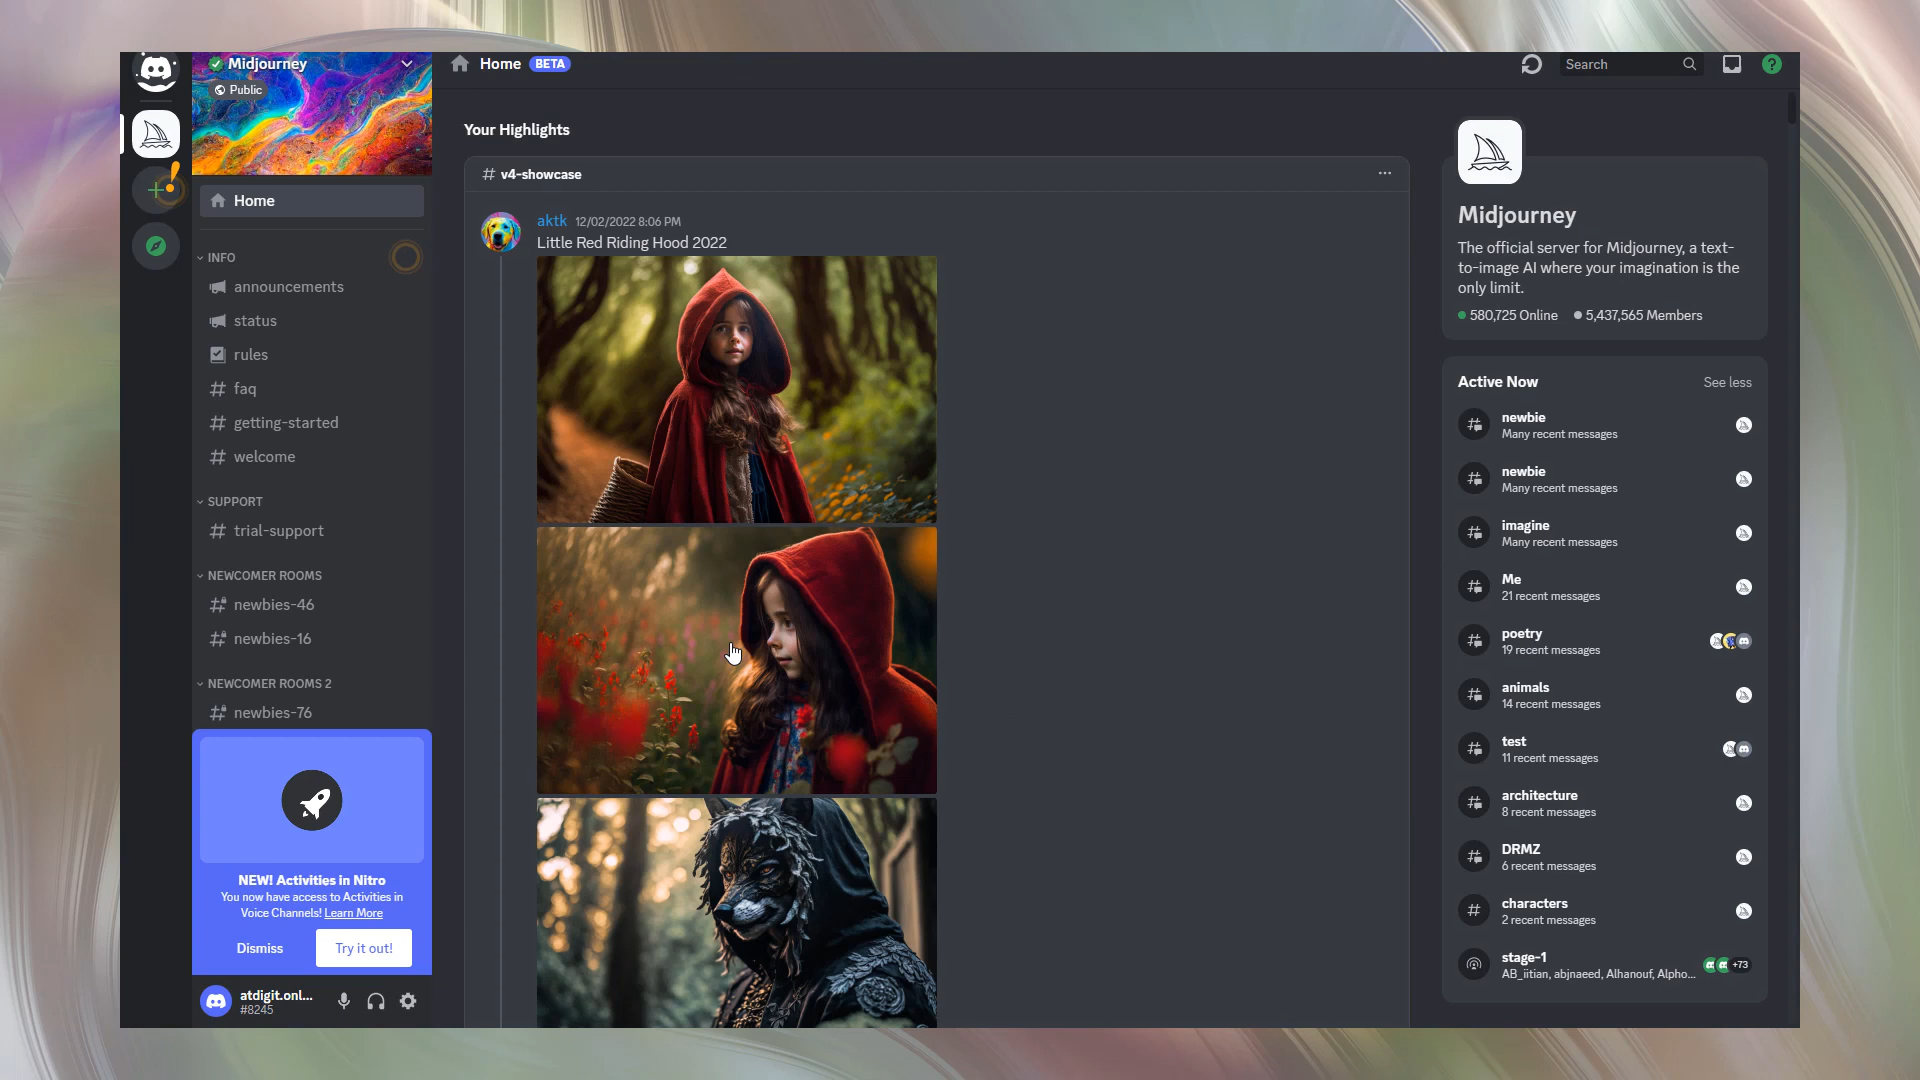 Midjourney
Public
Home
INFO
announcements
status
rules
faq
getting-started
welcome
SUPPORT
trial-support
NEWCOMER ROOMS
newbies-46
newbies-16
NEWCOMER ROOMS 2
newbies-76
NEW! Activities in Nitro
You now have access to Activities in
Voice Channels! Learn More
Dismiss
Try it out!
atdigit.onl...
#8245
Home BETA
Search
?
Your Highlights
# v4-showcase
aktk 12/02/2022 8:06 PM
Little Red Riding Hood 2022
Midjourney
The official server for Midjourney, a text-
to-image AI where your imagination is the
only limit.
580,725 Online 5,437,565 Members
Active Now See less
newbie
Many recent messages
newbie
Many recent messages
imagine
Many recent messages
Me
21 recent messages
poetry
19 recent messages
animals
14 recent messages
test
11 recent messages
architecture
8 recent messages
DRMZ
6 recent messages
characters
2 recent messages
stage-1
AB_iitian, abjnaeed, Alhanouf, Alpho...
+73